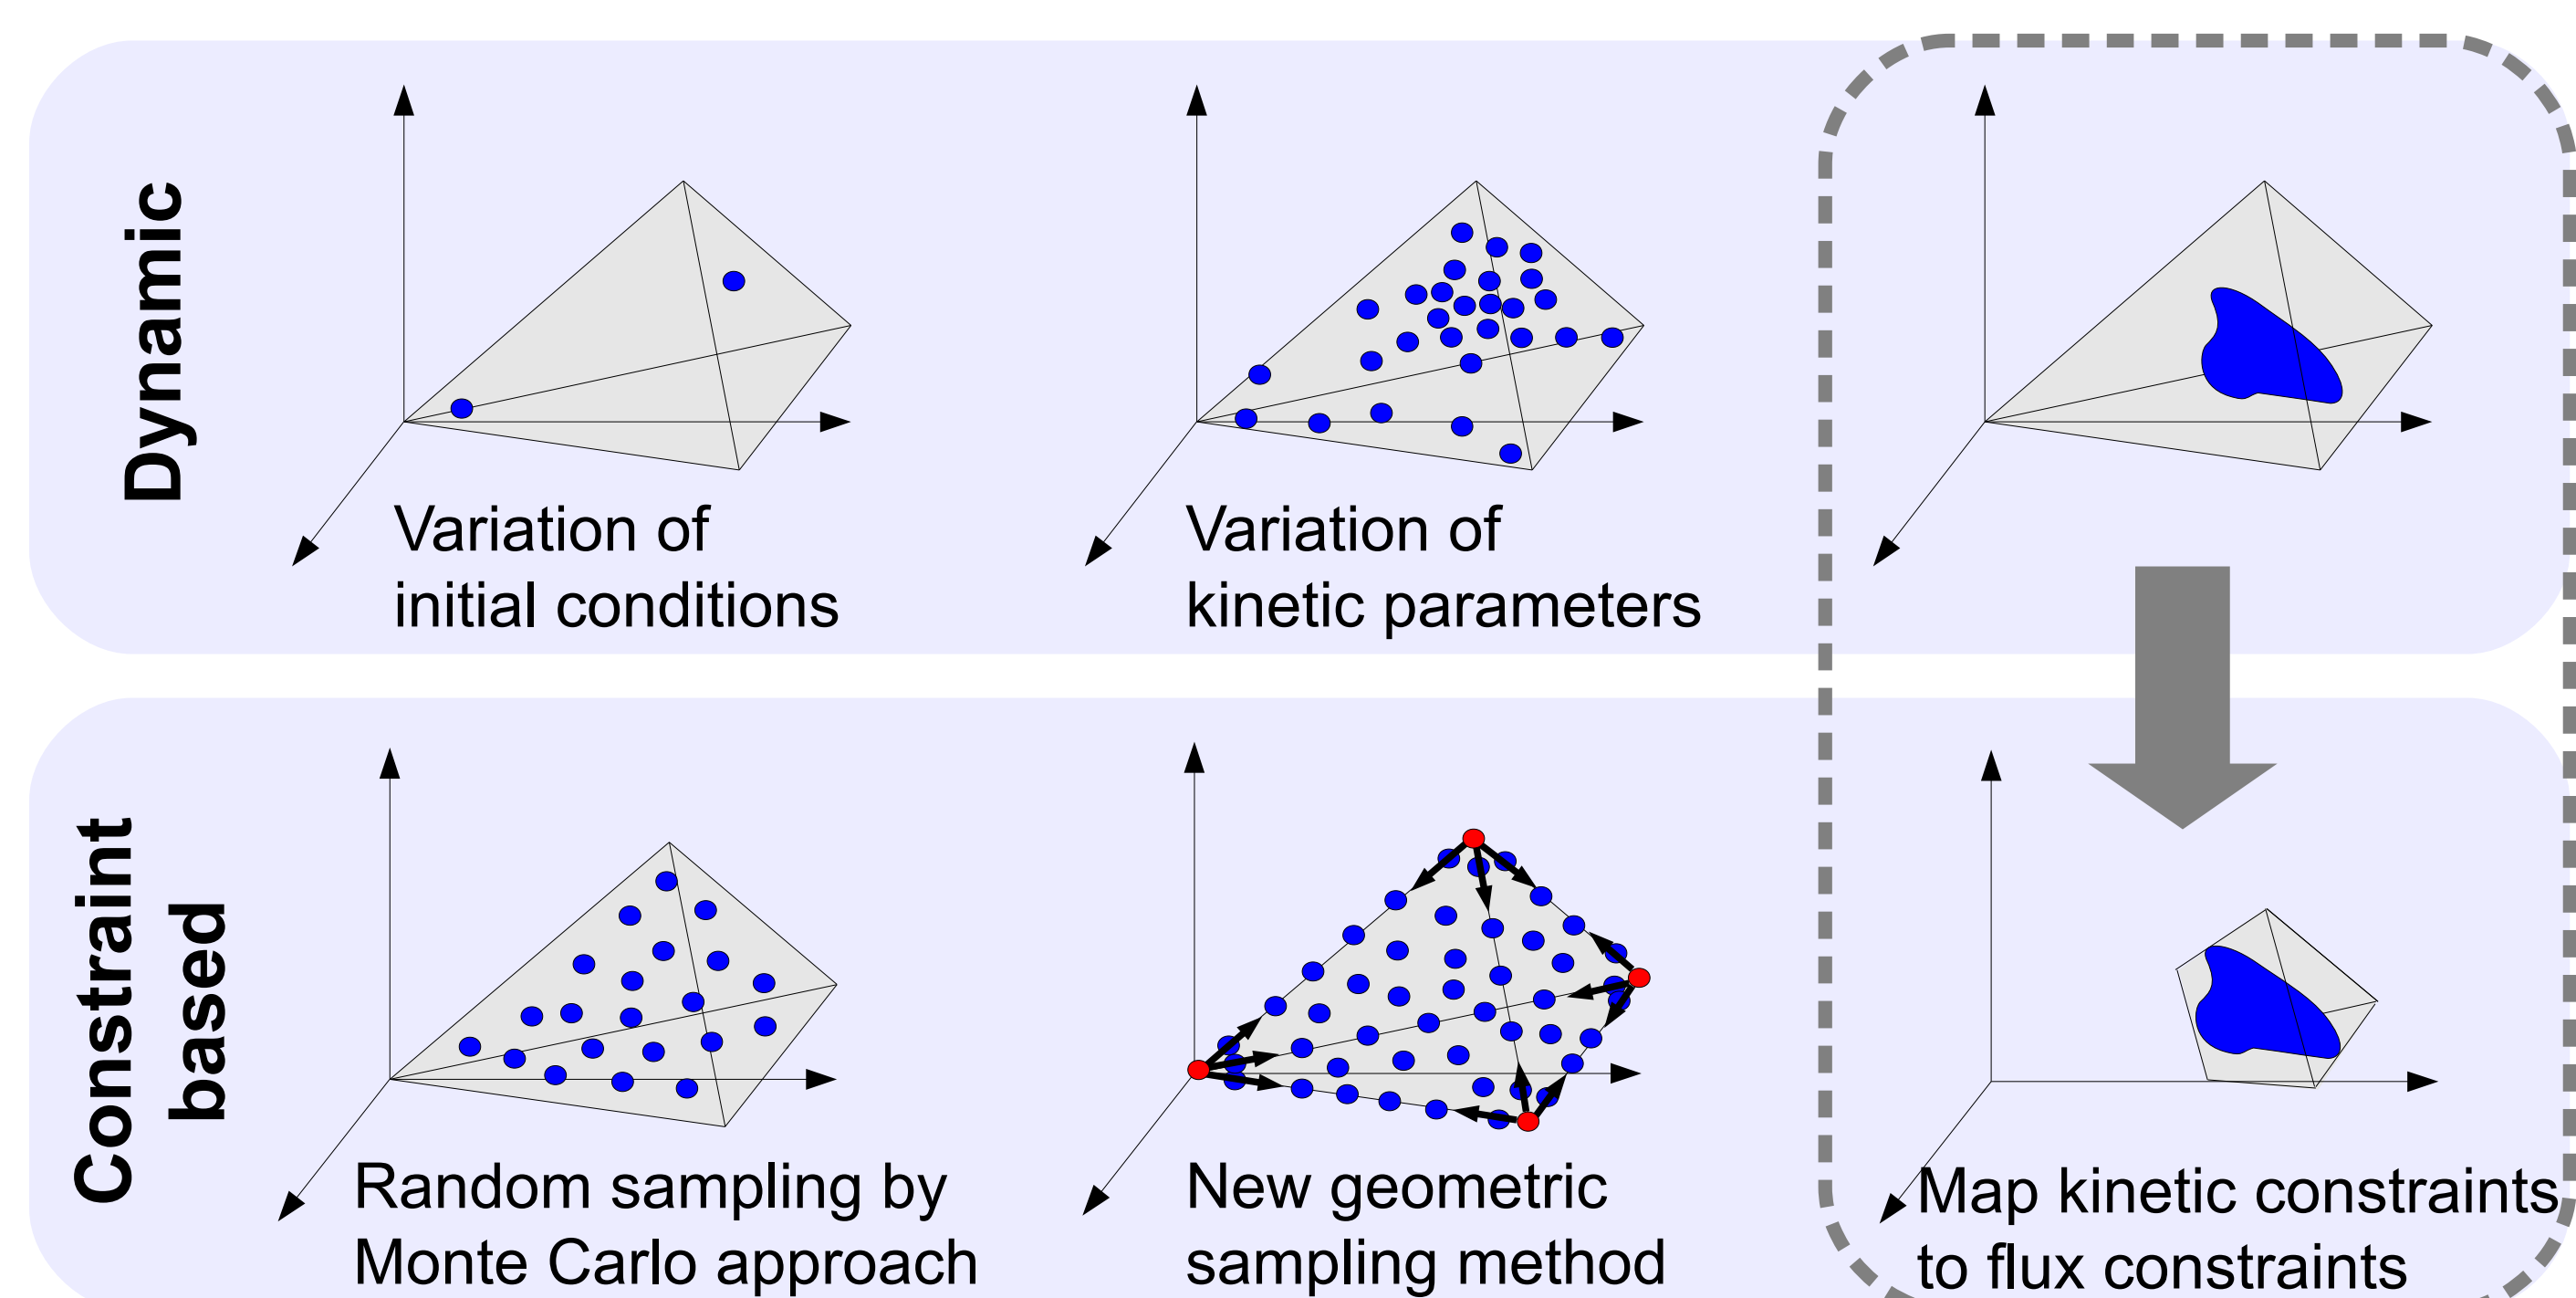 Dynamic
Variation of
initial conditions
Variation of
kinetic parameters
Constraint
based
Random sampling by
Monte Carlo approach
New geometric
sampling method
Map kinetic constraints
to flux constraints